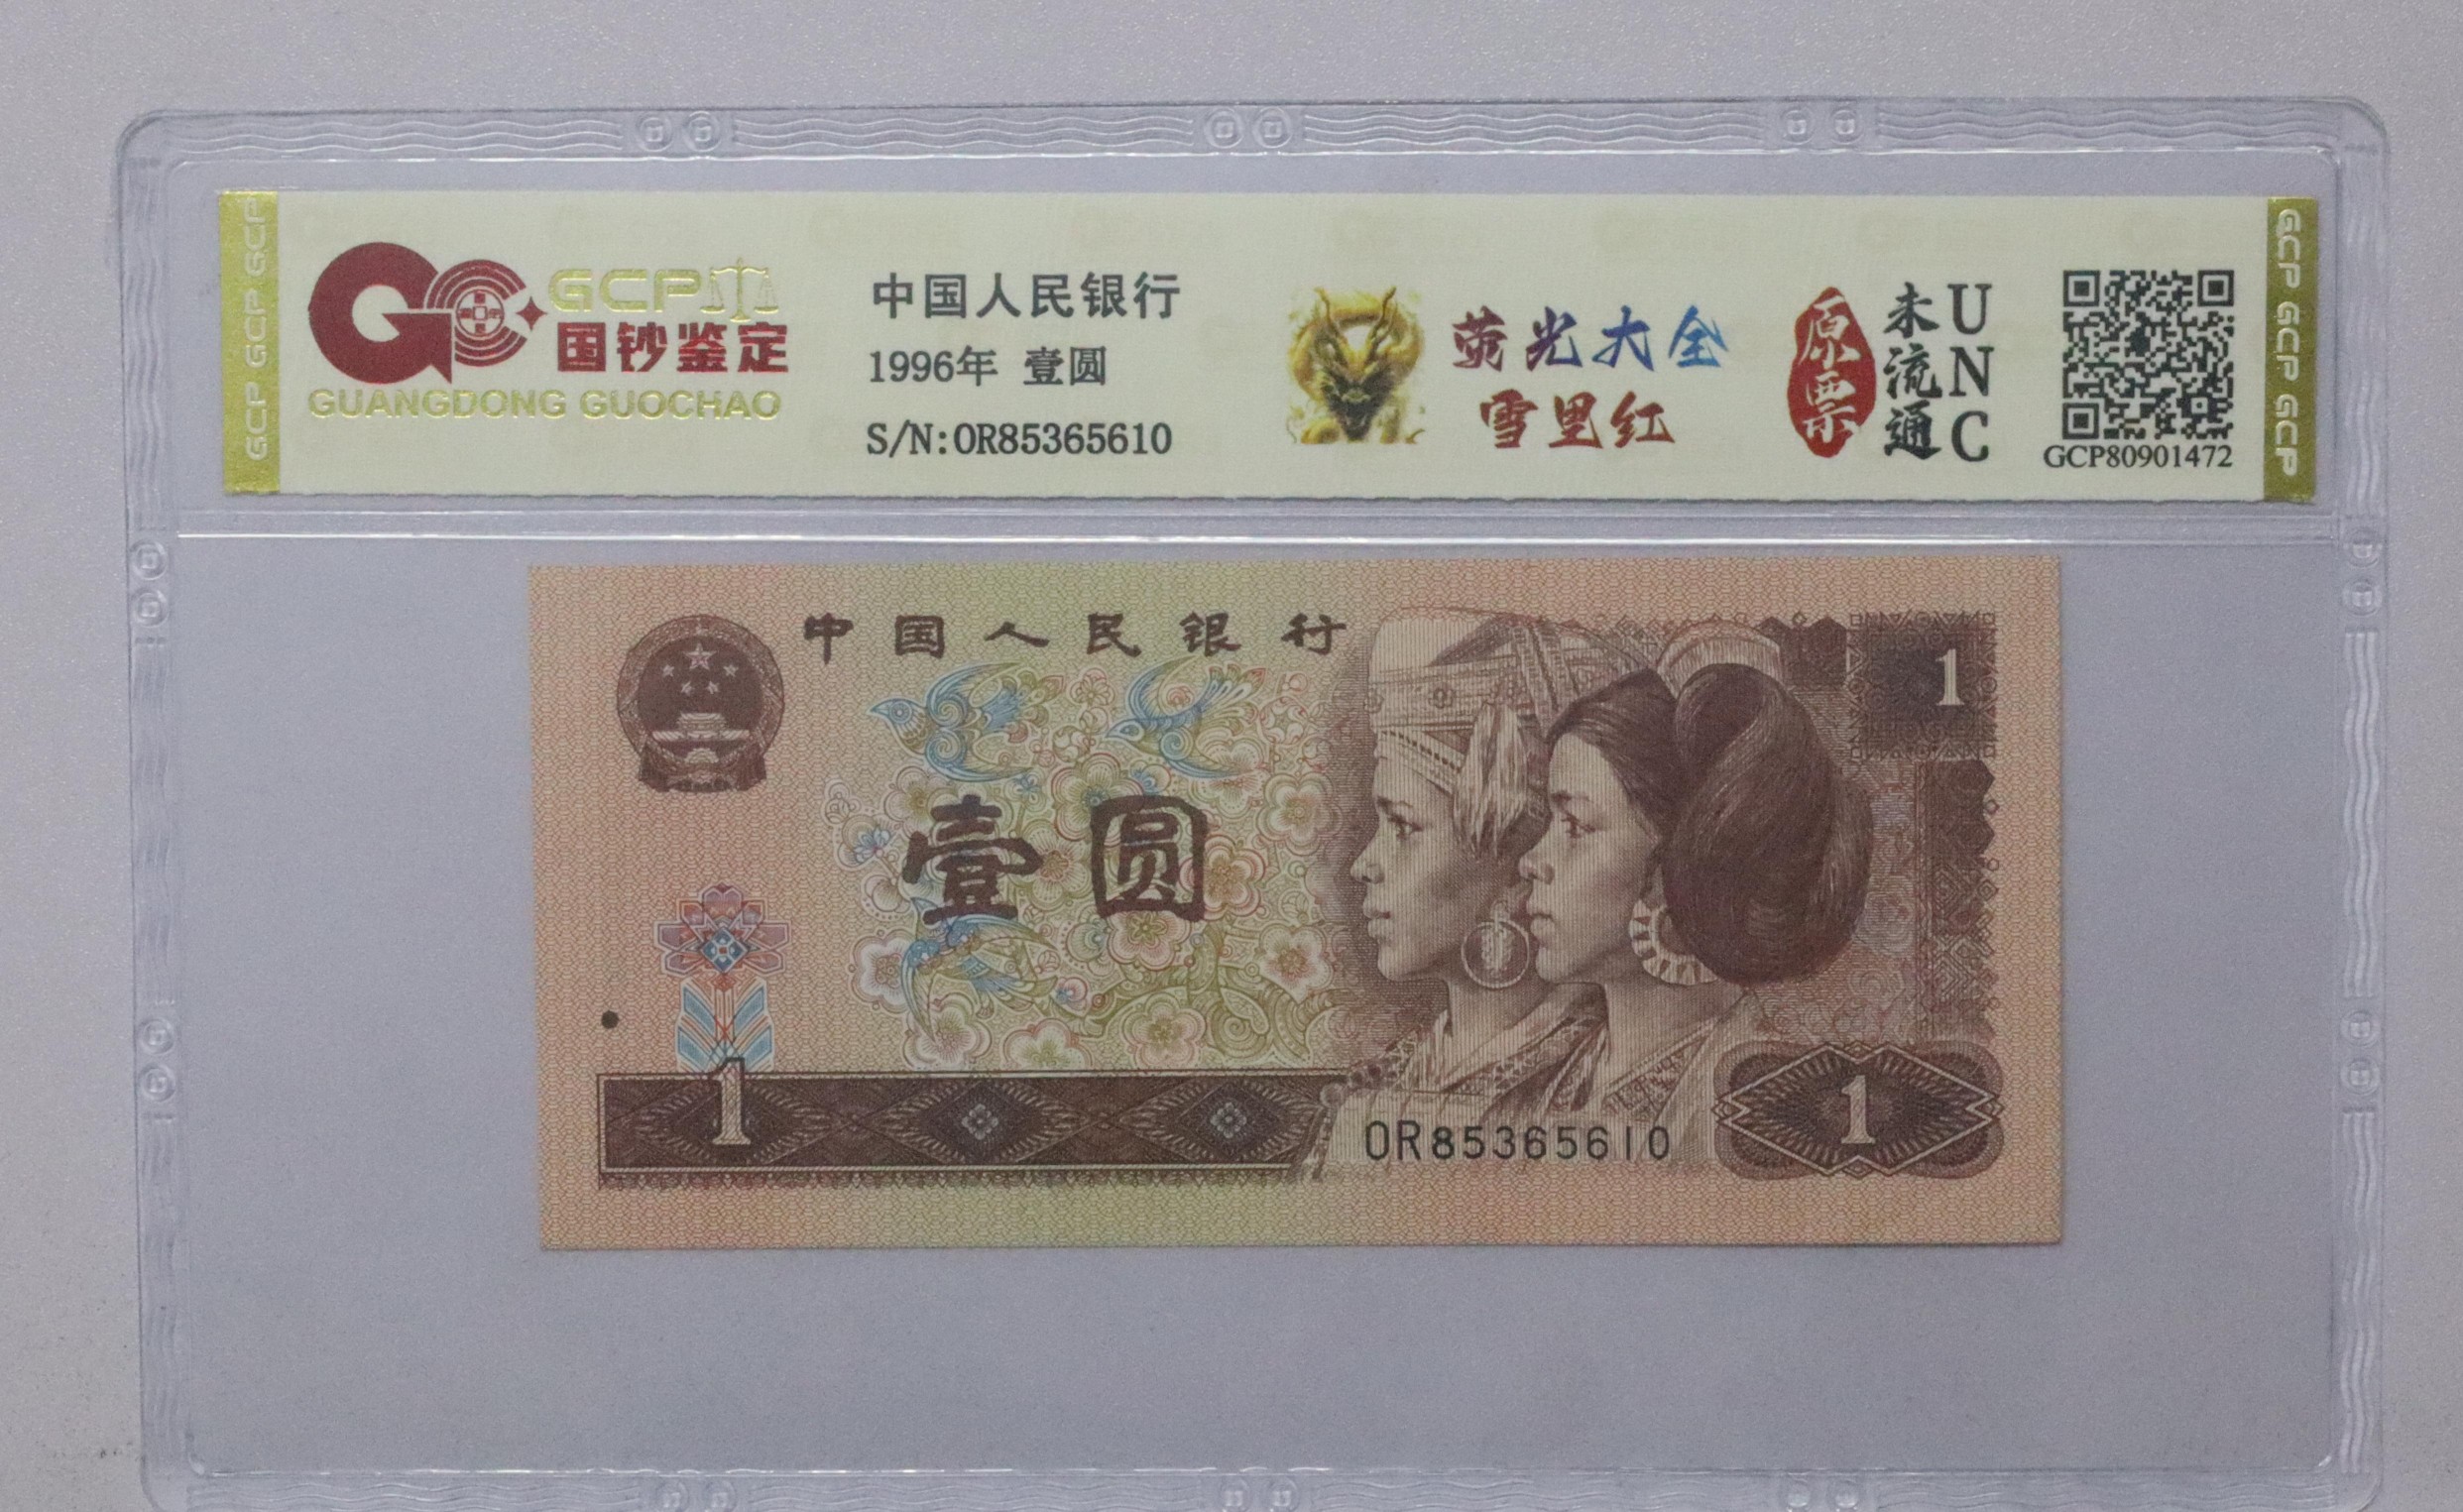 GCP GCP GCP
GCP
国钞鉴定
GUANGDONG GUOCHAO
中国人民银行
1996年 壹圆
S/N:OR85365610
荧光大全
雪里红
原票
未流通
UNC
GCP80901472
GCP GCP GCP
中国人民银行
1
壹圆
1
OR85365610
1